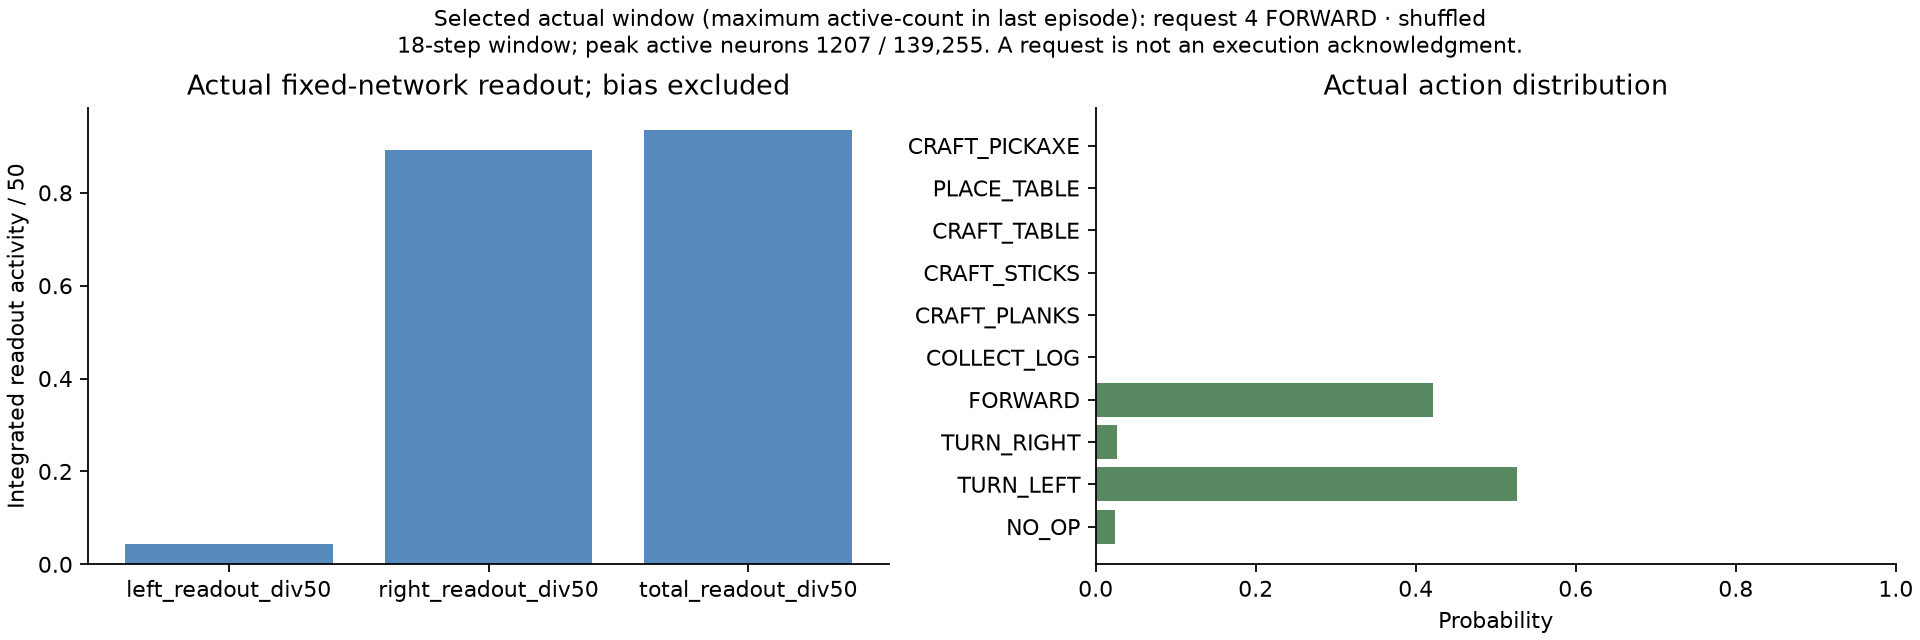 Selected actual window (maximum active-count in last episode): request 4 FORWARD · shuffled
18-step window; peak active neurons 1207 / 139,255. A request is not an execution acknowledgment.
Actual fixed-network readout; bias excluded
Integrated readout activity / 50
0.8
0.6
0.4
0.2
0.0
left_readout_div50
right_readout_div50
total_readout_div50
Actual action distribution
CRAFT_PICKAXE
PLACE_TABLE
CRAFT_TABLE
CRAFT_STICKS
CRAFT_PLANKS
COLLECT_LOG
FORWARD
TURN_RIGHT
TURN_LEFT
NO_OP
0.0
0.2
0.4
0.6
0.8
1.0
Probability